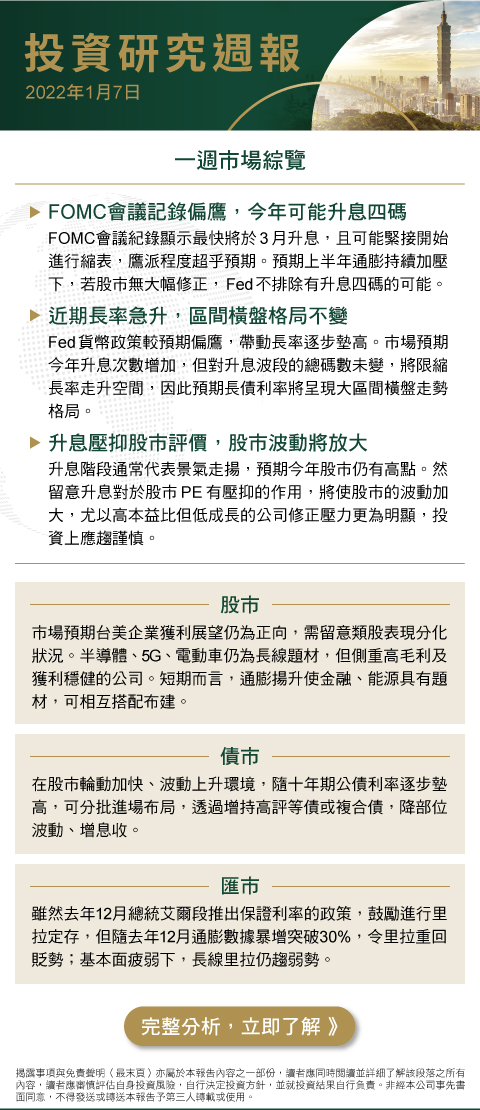 投資研究週報
2022年1月7日
一週市場綜覽
FOMC會議記錄偏鷹，今年可能升息四碼
FOMC會議紀錄顯示最快將於 3 月升息，且可能緊接開始
進行縮表，鷹派程度超乎預期。預期上半年通膨持續加壓
下，若股市無大幅修正， Fed 不排除有升息四碼的可能。
近期長率急升，區間橫盤格局不變
Fed 貨幣政策較預期偏鷹，帶動長率逐步墊高。市場預期
今年升息次數增加，但對升息波段的總碼數未變，將限縮
長率走升空間，因此預期長債利率將呈現大區間橫盤走勢
格局。
升息壓抑股市評價，股市波動將放大
升息階段通常代表景氣走揚，預期今年股市仍有高點。然
留意升息對於股市 PE 有壓抑的作用，將使股市的波動加
大，尤以高本益比但低成長的公司修正壓力更為明顯，投
資上應趨謹慎。
股市
市場預期台美企業獲利展望仍為正向，需留意類股表現分化
狀況。半導體、5G、電動車仍為長線題材，但側重高毛利及
獲利穩健的公司。短期而言，通膨揚升使金融、能源具有題
材，可相互搭配布建。
債市
在股市輪動加快、波動上升環境，隨十年期公債利率逐步墊
高，可分批進場布局，透過增持高評等債或複合債，降部位
波動、增息收。
匯市
雖然去年12月總統艾爾段推出保證利率的政策，鼓勵進行里
拉定存，但隨去年12月通膨數據暴增突破30%，令里拉重回
貶勢；基本面疲弱下，長線里拉仍趨弱勢。
完整分析，立即了解 》
揭露事項與免責聲明（最末頁）亦屬於本報告內容之一部份，讀者應同時閱讀並詳細了解該段落之所有
內容，讀者應審慎評估自身投資風險，自行決定投資方針，並就投資結果自行負責。非經本公司事先書
面同意，不得發送或轉送本報告予第三人轉載或使用。